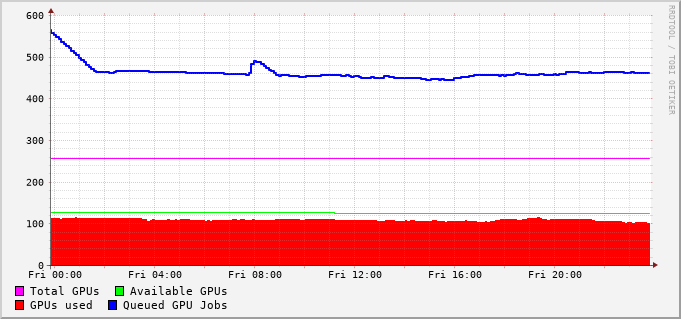 RRDTOOL / TOBI OETIKER
600
500
400
300
200
100
0
Fri 00:00 Fri 04:00 Fri 08:00 Fri 12:00 Fri 16:00 Fri 20:00
Total GPUs Available GPUs
GPUs used Queued GPU Jobs